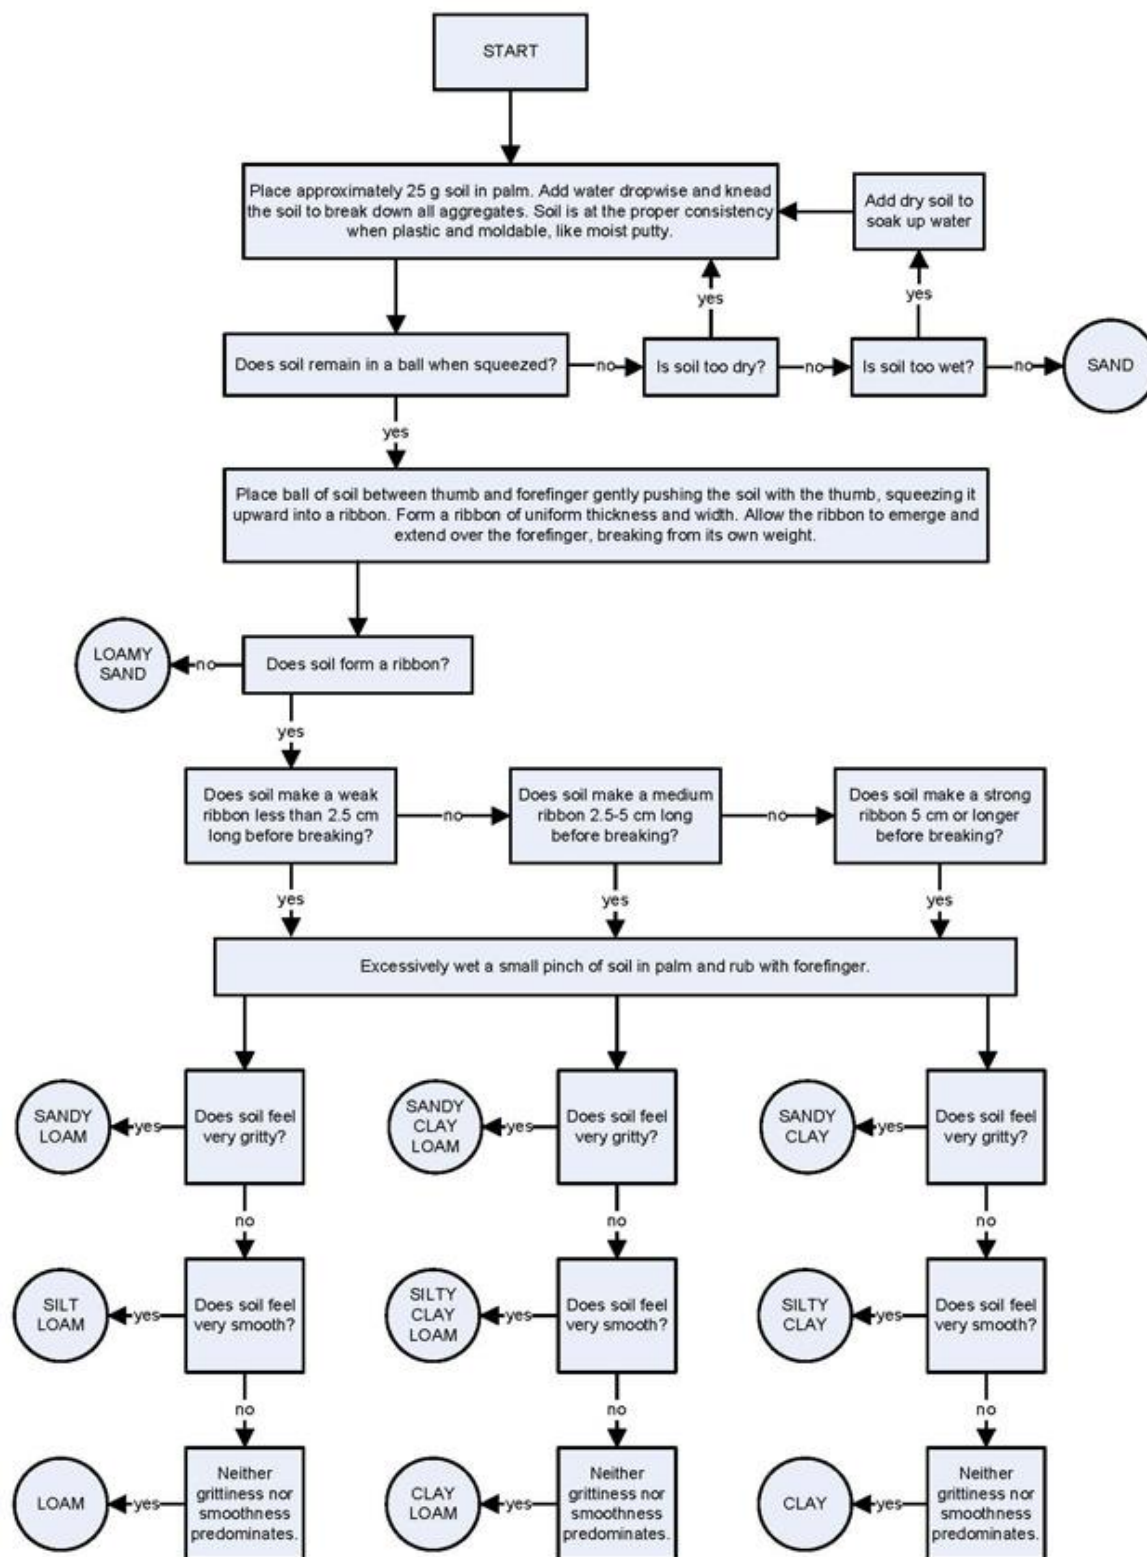 START
Place approximately 25 g soil in palm. Add water dropwise and knead
the soil to break down all aggregates. Soil is at the proper consistency
when plastic and moldable, like moist putty.
Add dry soil to
soak up water
yes
yes
Does soil remain in a ball when squeezed?
no
Is soil too dry?
no
Is soil too wet?
no
SAND
yes
Place ball of soil between thumb and forefinger gently pushing the soil with the thumb, squeezing it
upward into a ribbon. Form a ribbon of uniform thickness and width. Allow the ribbon to emerge and
extend over the forefinger, breaking from its own weight.
LOAMY
SAND
no
Does soil form a ribbon?
yes
Does soil make a weak
ribbon less than 2.5 cm
long before breaking?
no
Does soil make a medium
ribbon 2.5-5 cm long
before breaking?
no
Does soil make a strong
ribbon 5 cm or longer
before breaking?
yes
yes
yes
Excessively wet a small pinch of soil in palm and rub with forefinger.
SANDY
LOAM
yes
Does soil feel
very gritty?
SANDY
CLAY
LOAM
yes
Does soil feel
very gritty?
SANDY
CLAY
yes
Does soil feel
very gritty?
no
no
no
SILT
LOAM
yes
Does soil feel
very smooth?
SILTY
CLAY
LOAM
yes
Does soil feel
very smooth?
SILTY
CLAY
yes
Does soil feel
very smooth?
no
no
no
LOAM
yes
Neither
grittiness nor
smoothness
predominates.
CLAY
LOAM
yes
Neither
grittiness nor
smoothness
predominates.
CLAY
yes
Neither
grittiness nor
smoothness
predominates.